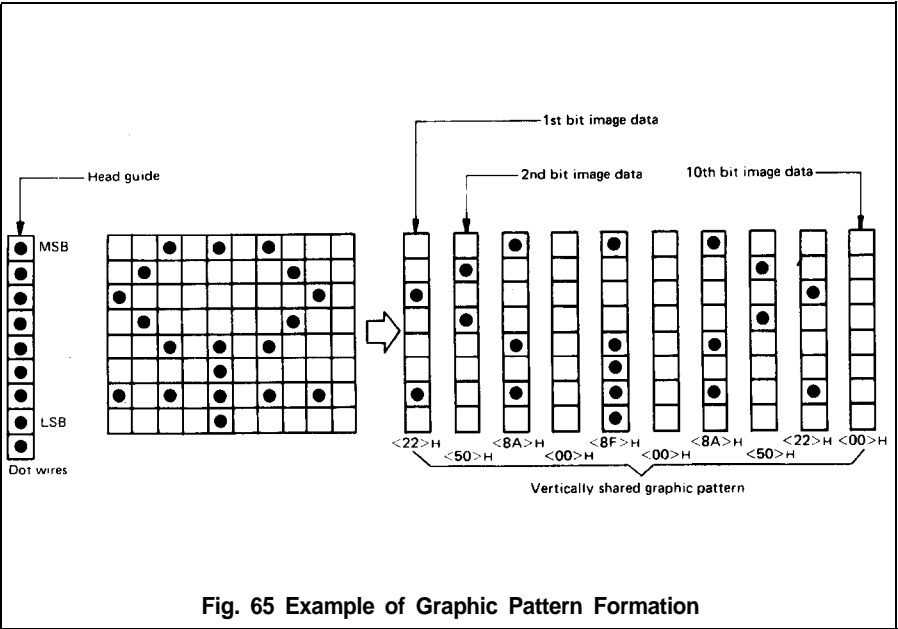 1st bit image data
Head guide
2nd bit image data
10th bit image data
MSB
LSB
Dot wires
<22>H
<50>H
<8A>H
<00>H
<8F>H
<00>H
<8A>H
<50>H
<22>H
<00>H
Vertically shared graphic pattern
Fig. 65 Example of Graphic Pattern Formation